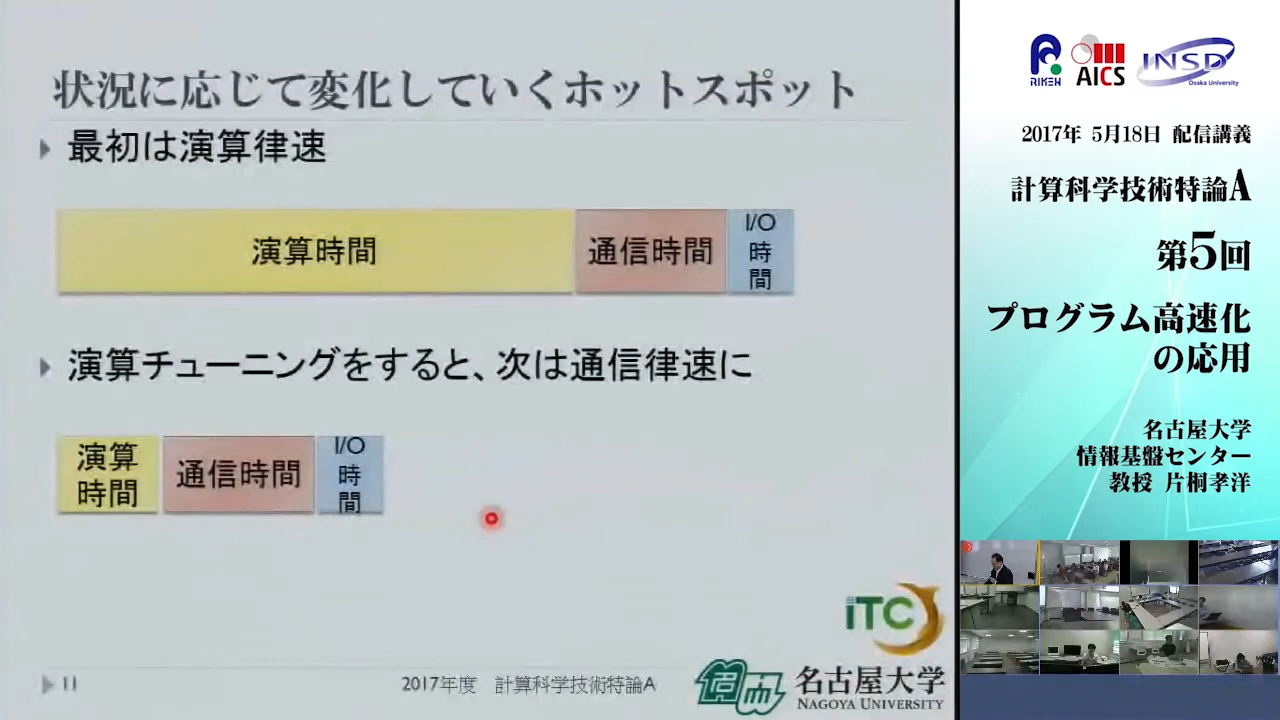 状況に応じて変化していくホットスポット
最初は演算律速
演算時間
通信時間
I/O
時
間
演算チューニングをすると、次は通信律速に
演算
時間
通信時間
I/O
時
間
11
2017年度 計算科学技術特論A
iTC
名古屋大学
NAGOYA UNIVERSITY
RIKEN
AICS
INSD
Osaka University
2017年 5月18日 配信講義
計算科学技術特論A
第5回
プログラム高速化
の応用
名古屋大学
情報基盤センター
教授 片桐孝洋